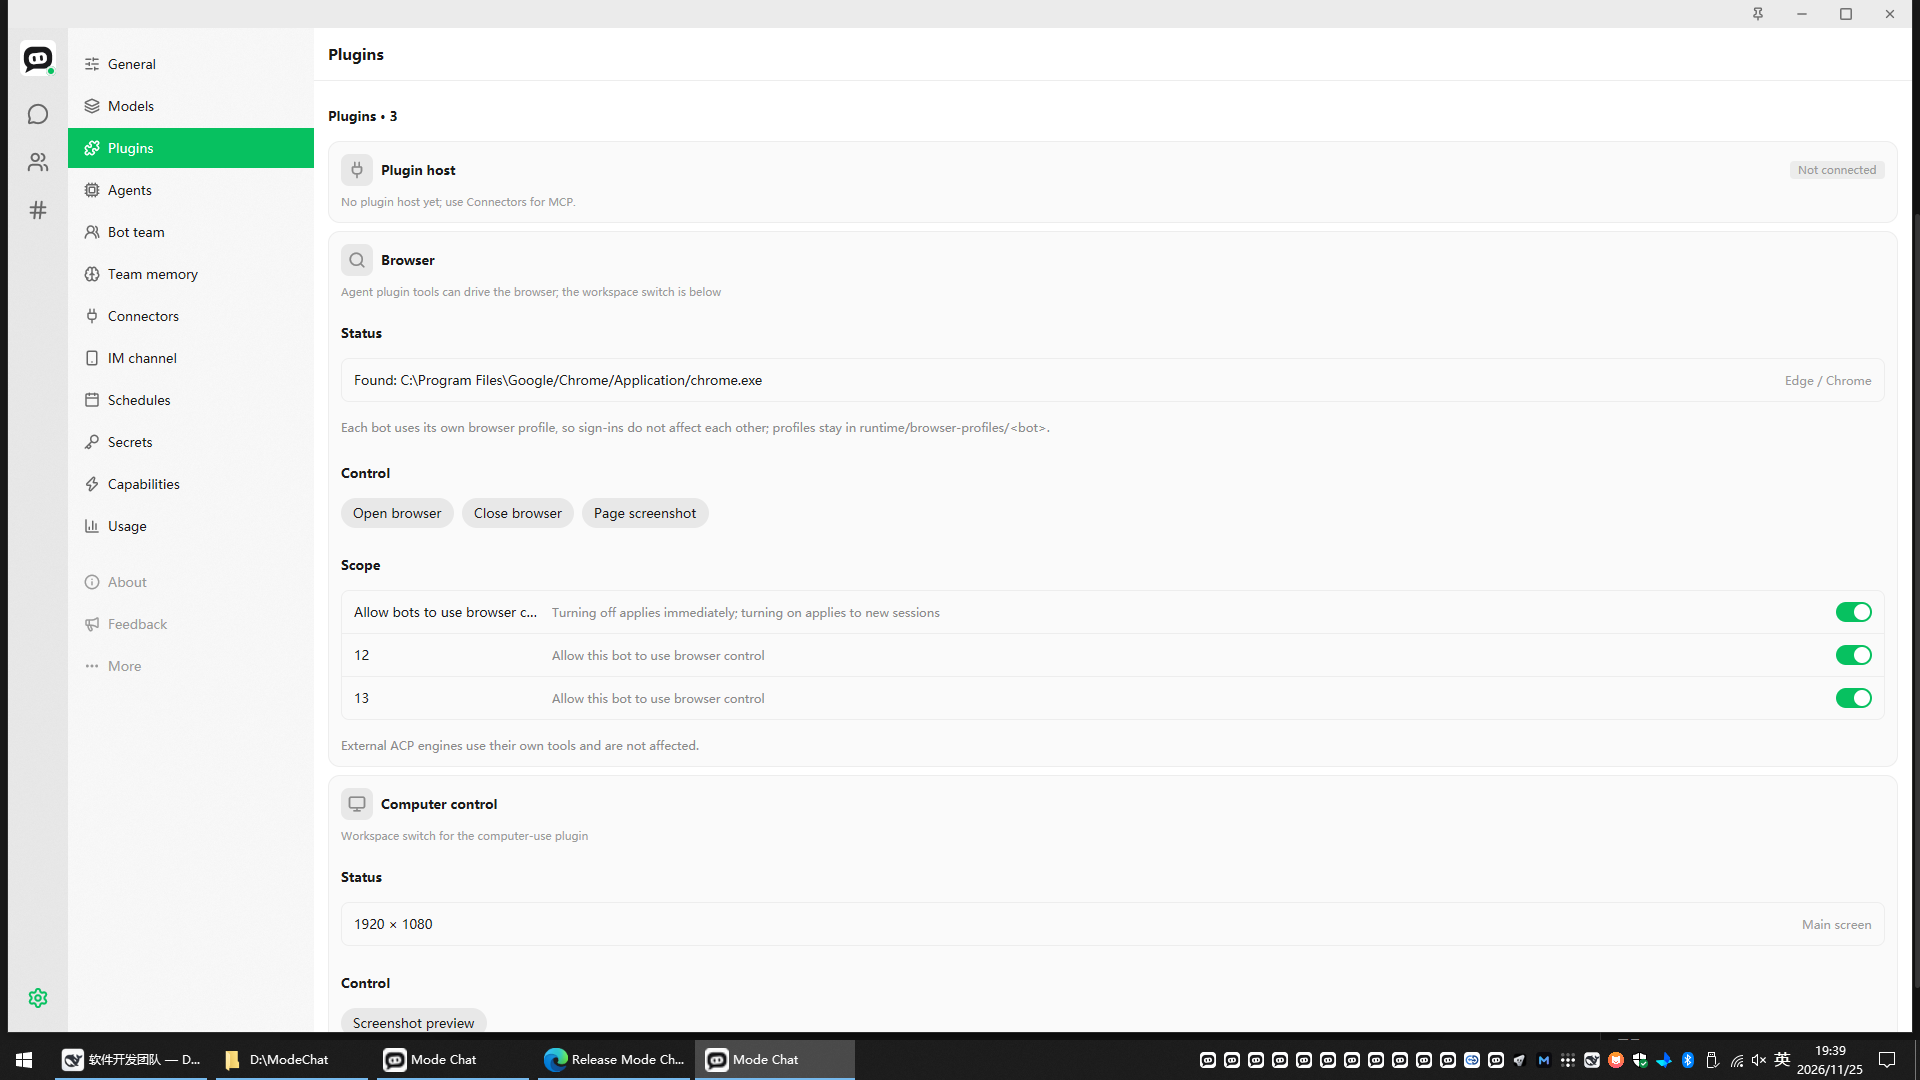 Plugins
General
Models
Plugins
Agents
Bot team
Team memory
Connectors
IM channel
Schedules
Secrets
Capabilities
Usage
About
Feedback
More
Plugins • 3
Plugin host
Not connected
No plugin host yet; use Connectors for MCP.
Browser
Agent plugin tools can drive the browser; the workspace switch is below
Status
Found: C:\Program Files\Google/Chrome/Application/chrome.exe
Edge / Chrome
Each bot uses its own browser profile, so sign-ins do not affect each other; profiles stay in runtime/browser-profiles/<bot>.
Control
Open browser
Close browser
Page screenshot
Scope
Allow bots to use browser c...
Turning off applies immediately; turning on applies to new sessions
12
Allow this bot to use browser control
13
Allow this bot to use browser control
External ACP engines use their own tools and are not affected.
Computer control
Workspace switch for the computer-use plugin
Status
1920 × 1080
Main screen
Control
Screenshot preview
软件开发团队 — D...
D:\ModeChat
Mode Chat
Release Mode Ch...
Mode Chat
英
19:39
2026/11/25